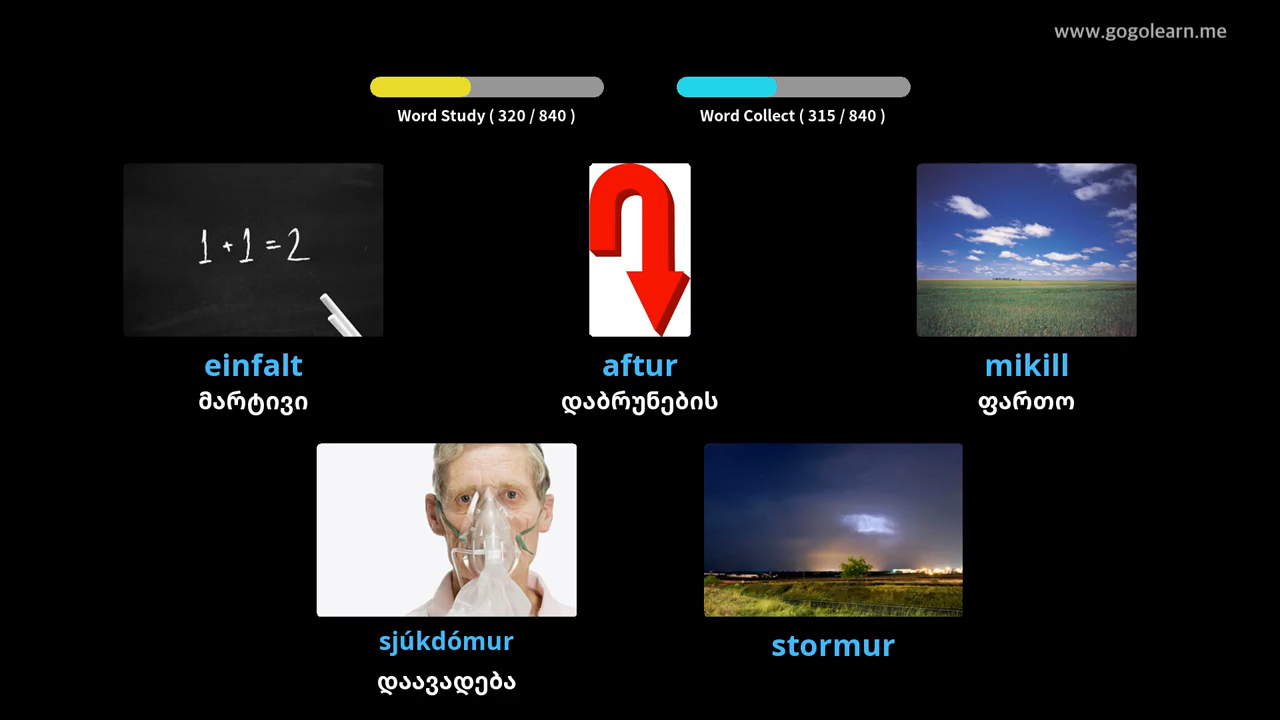 www.gogolearn.me
Word Study ( 320 / 840 )
Word Collect ( 315 / 840 )
1 + 1 = 2
einfalt
მარტივი
aftur
დაბრუნების
mikill
ფართო
sjúkdómur
დაავადება
stormur